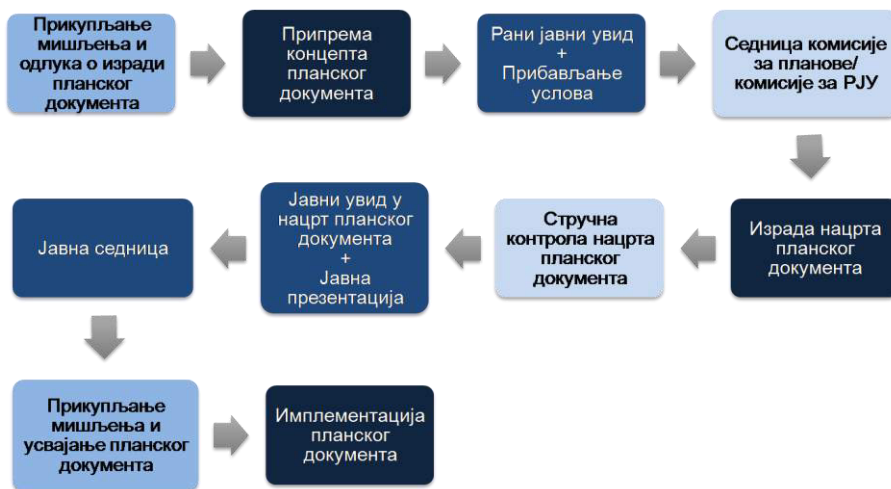 Прикупљање
мишљења и
одлука о изради
планског
документа
Припрема
концепта
планског
документа
Рани јавни увид
+
Прибављање
услова
Седница комисије
за планове/
комисије за РЈУ
Израда нацрта
планског
документа
Стручна
контрола нацрта
планског
документа
Јавни увид у
нацрт планског
документа
+
Јавна
презентација
Јавна седница
Прикупљање
мишљења и
усвајање планског
документа
Имплементација
планског
документа